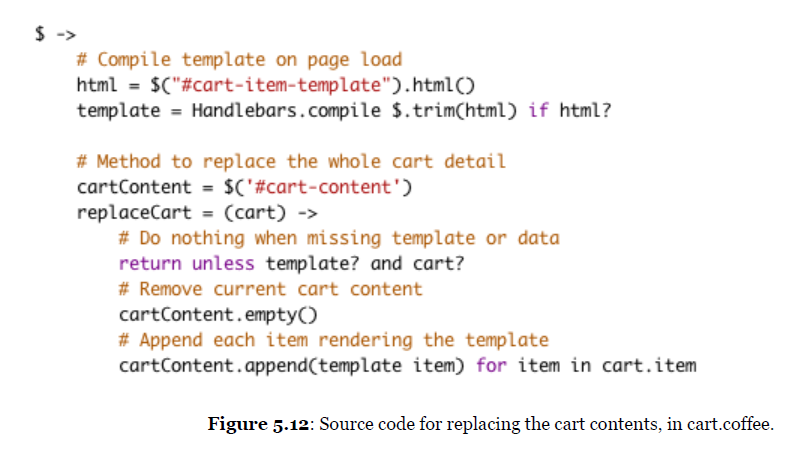 $ ->
# Compile template on page load
html = $("#cart-item-template").html()
template = Handlebars.compile $.trim(html) if html?
# Method to replace the whole cart detail
cartContent = $('#cart-content')
replaceCart = (cart) ->
# Do nothing when missing template or data
return unless template? and cart?
# Remove current cart content
cartContent.empty()
# Append each item rendering the template
cartContent.append(template item) for item in cart.item
Figure 5.12: Source code for replacing the cart contents, in cart.coffee.